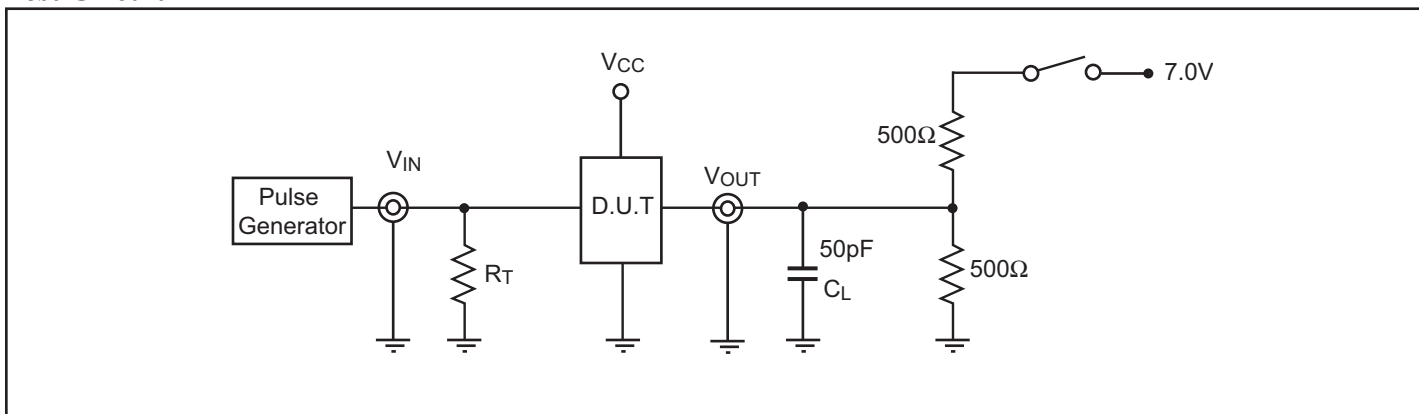 VCC
7.0V
500Ω
VIN
VOUT
Pulse
Generator
D.U.T
50pF
RT
CL
500Ω